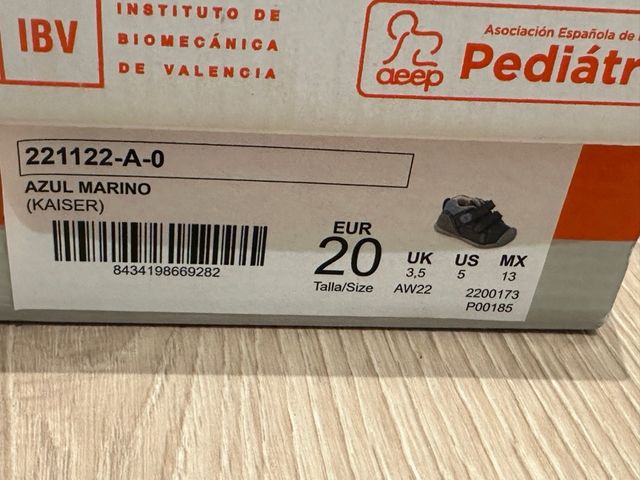 IBV
INSTITUTO DE
BIOMECÁNICA
DE VALENCIA
aeep
Asociación Española de
221122-A-0
AZUL MARINO
(KAISER)
8434198669282
EUR
20
Talla/Size
UK US MX
3,5 5 13
AW22
2200173
P00185